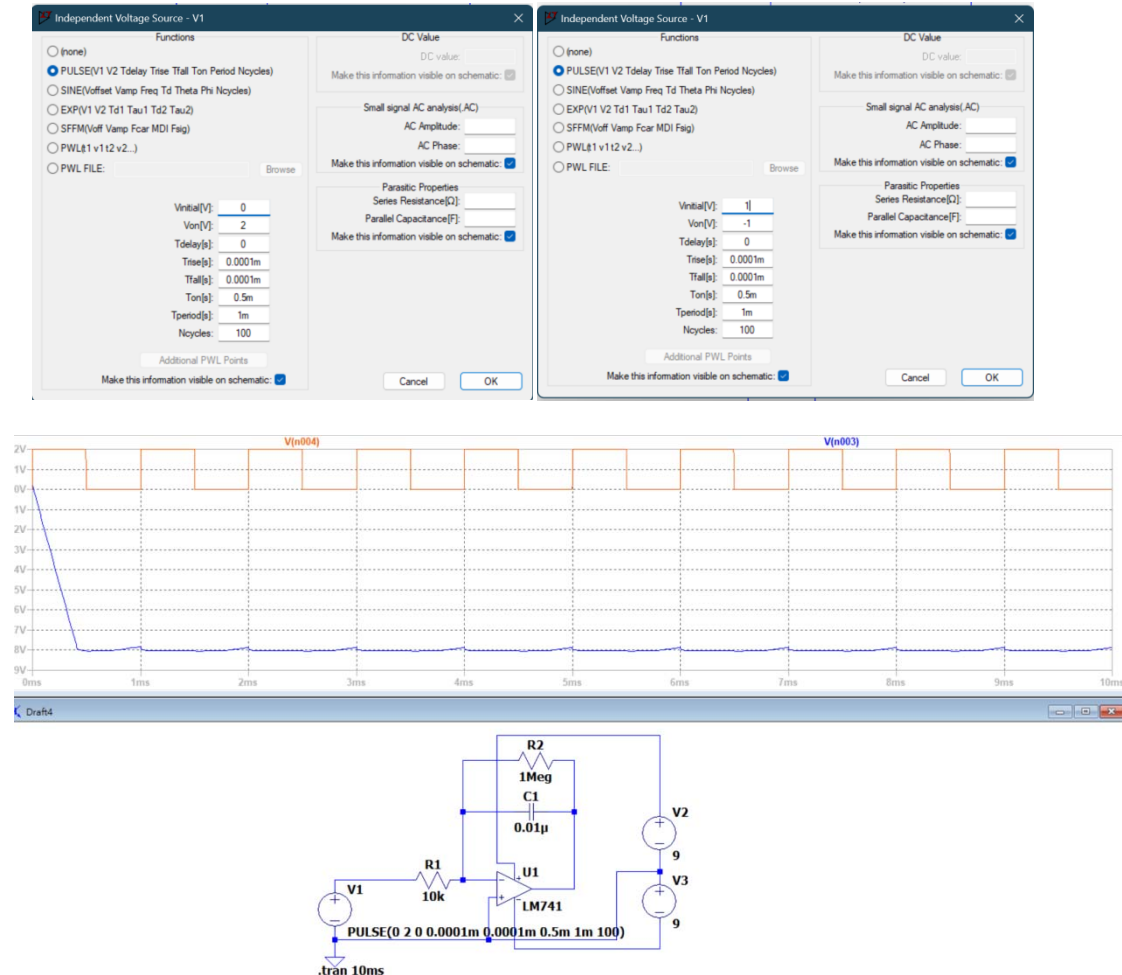 Independent Voltage Source - V1
Functions
(none)
PULSE(V1 V2 Tdelay Trise Tfall Ton Period Ncycles)
SINE(Voffset Vamp Freq Td Theta Phi Ncycles)
EXP(V1 V2 Td1 Tau1 Td2 Tau2)
SFFM(Voff Vamp Fcar MDI Fsig)
PWL(t1 v1 t2 v2...)
PWL FILE:
Browse
Vinitial[V]: 0
Von[V]: 2
Tdelay[s]: 0
Trise[s]: 0.0001m
Tfall[s]: 0.0001m
Ton[s]: 0.5m
Tperiod[s]: 1m
Ncycles: 100
Additional PWL Points
Make this information visible on schematic:
DC Value
DC value:
Make this information visible on schematic:
Small signal AC analysis(.AC)
AC Amplitude:
AC Phase:
Make this information visible on schematic:
Parasitic Properties
Series Resistance[Ω]:
Parallel Capacitance[F]:
Make this information visible on schematic:
Cancel
OK
Independent Voltage Source - V1
Functions
(none)
PULSE(V1 V2 Tdelay Trise Tfall Ton Period Ncycles)
SINE(Voffset Vamp Freq Td Theta Phi Ncycles)
EXP(V1 V2 Td1 Tau1 Td2 Tau2)
SFFM(Voff Vamp Fcar MDI Fsig)
PWL(t1 v1 t2 v2...)
PWL FILE:
Browse
Vinitial[V]: 1
Von[V]: -1
Tdelay[s]: 0
Trise[s]: 0.0001m
Tfall[s]: 0.0001m
Ton[s]: 0.5m
Tperiod[s]: 1m
Ncycles: 100
Additional PWL Points
Make this information visible on schematic:
DC Value
DC value:
Make this information visible on schematic:
Small signal AC analysis(.AC)
AC Amplitude:
AC Phase:
Make this information visible on schematic:
Parasitic Properties
Series Resistance[Ω]:
Parallel Capacitance[F]:
Make this information visible on schematic:
Cancel
OK
V(n004) V(n003)
2V
1V
0V
1V
2V
3V
4V
5V
6V
7V
8V
9V
0ms 1ms 2ms 3ms 4ms 5ms 6ms 7ms 8ms 9ms 10ms
Draft4
R2
1Meg
C1
0.01µ
V2
9
R1
10k
U1
LM741
V3
9
V1
PULSE(0 2 0 0.0001m 0.0001m 0.5m 1m 100)
.tran 10ms